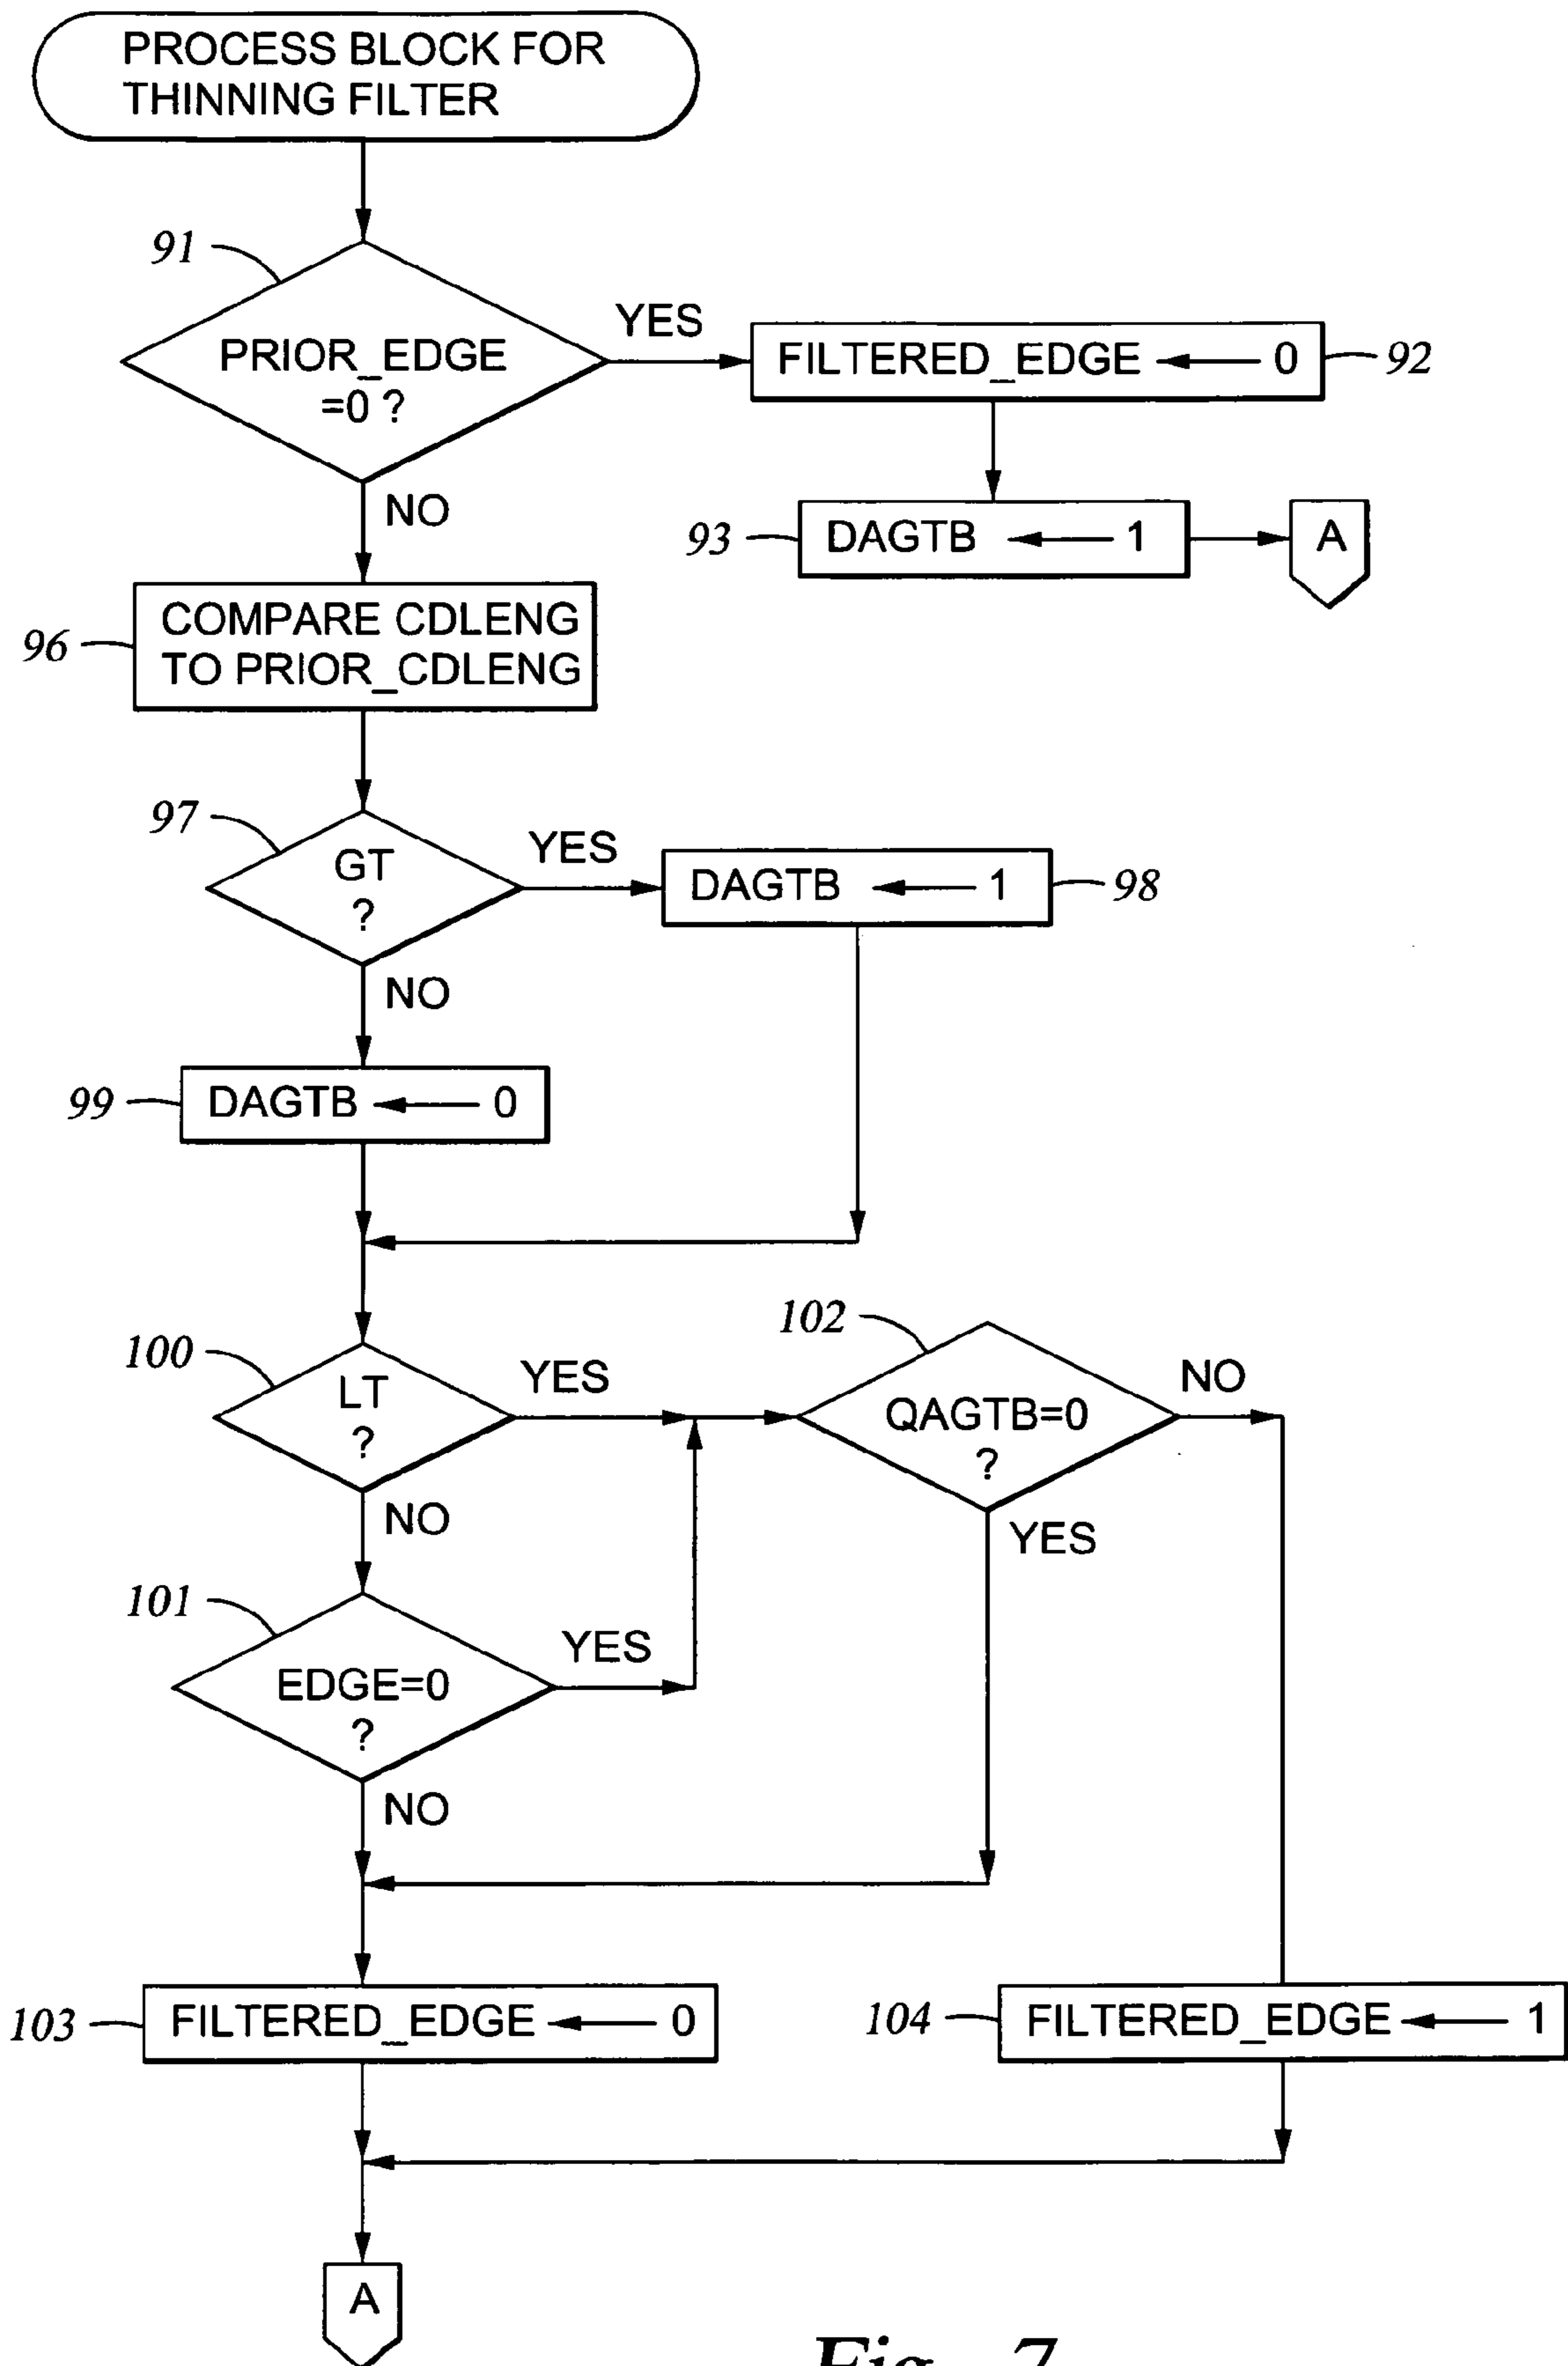 PROCESS BLOCK FOR
THINNING FILTER
91
PRIOR_EDGE
=0 ?
YES
FILTERED_EDGE ← 0
92
NO
93
DAGTB ← 1
A
96
COMPARE CDLENG
TO PRIOR_CDLENG
97
GT
?
YES
DAGTB ← 1
98
NO
99
DAGTB ← 0
100
LT
?
YES
102
QAGTB=0
?
NO
NO
YES
101
EDGE=0
?
YES
NO
103
FILTERED_EDGE ← 0
104
FILTERED_EDGE ← 1
A
Fig. 7